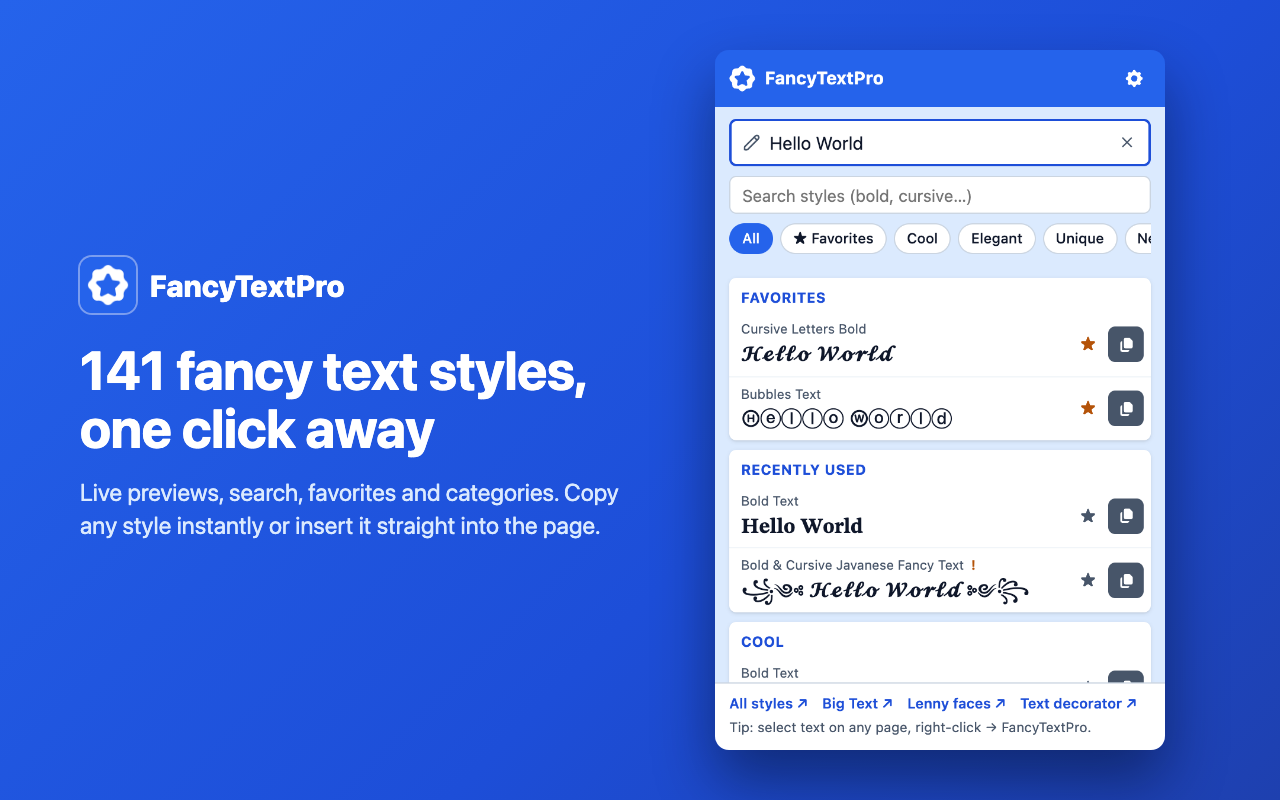 FancyTextPro
141 fancy text styles,
one click away
Live previews, search, favorites and categories. Copy
any style instantly or insert it straight into the page.
FancyTextPro
Hello World
Search styles (bold, cursive...)
All ★ Favorites Cool Elegant Unique Ne
FAVORITES
Cursive Letters Bold
𝓗𝓮𝓵𝓵𝓸 𝓦𝓸𝓻𝓵𝓭
Bubbles Text
Ⓗⓔⓛⓛⓞ Ⓦⓞⓡⓛⓓ
RECENTLY USED
Bold Text
𝐇𝐞𝐥𝐥𝐨 𝐖𝐨𝐫𝐥𝐝
Bold & Cursive Javanese Fancy Text !
꧁༺ 𝓗𝓮𝓵𝓵𝓸 𝓦𝓸𝓻𝓵𝓭 ༻꧂
COOL
Bold Text
All styles ↗ Big Text ↗ Lenny faces ↗ Text decorator ↗
Tip: select text on any page, right-click → FancyTextPro.